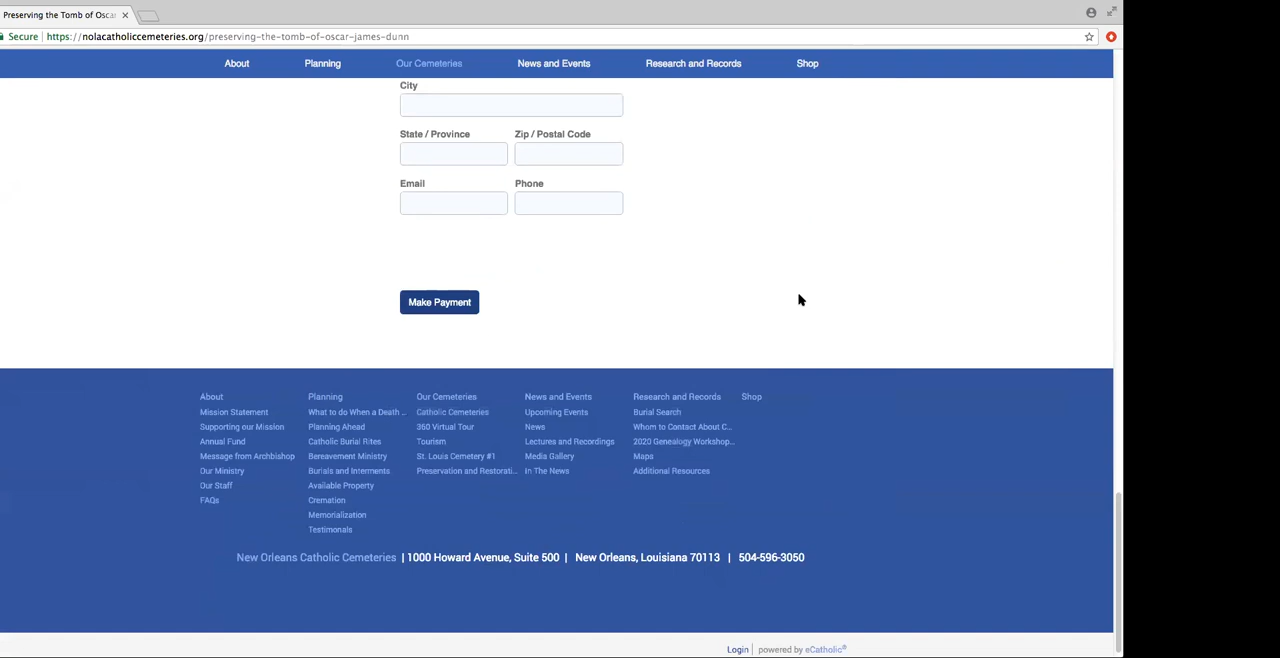 Preserving the Tomb of Osca
Secure | https://nolacatholiccemeteries.org/preserving-the-tomb-of-oscar-james-dunn
About Planning Our Cemeteries News and Events Research and Records Shop
City
State / Province Zip / Postal Code
Email Phone
Make Payment
About Planning Our Cemeteries News and Events Research and Records Shop
Mission Statement What to do When a Death ... Catholic Cemeteries Upcoming Events Burial Search
Supporting our Mission Planning Ahead 360 Virtual Tour News Whom to Contact About C...
Annual Fund Catholic Burial Rites Tourism Lectures and Recordings 2020 Genealogy Workshop...
Message from Archbishop Bereavement Ministry St. Louis Cemetery #1 Media Gallery Maps
Our Ministry Burials and Interments Preservation and Restorati... In The News Additional Resources
Our Staff Available Property
FAQs Cremation
Memorialization
Testimonals
New Orleans Catholic Cemeteries | 1000 Howard Avenue, Suite 500 | New Orleans, Louisiana 70113 | 504-596-3050
Login | powered by eCatholic®